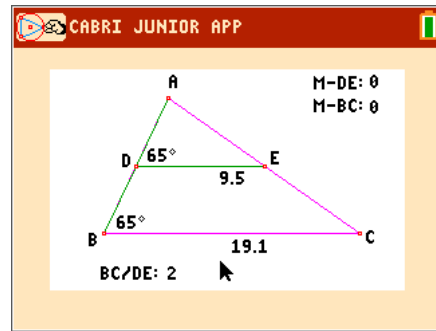 CABRI JUNIOR APP
A
M-DE: 0
M-BC: 0
D 65° E
9.5
65°
B C
19.1
BC/DE: 2